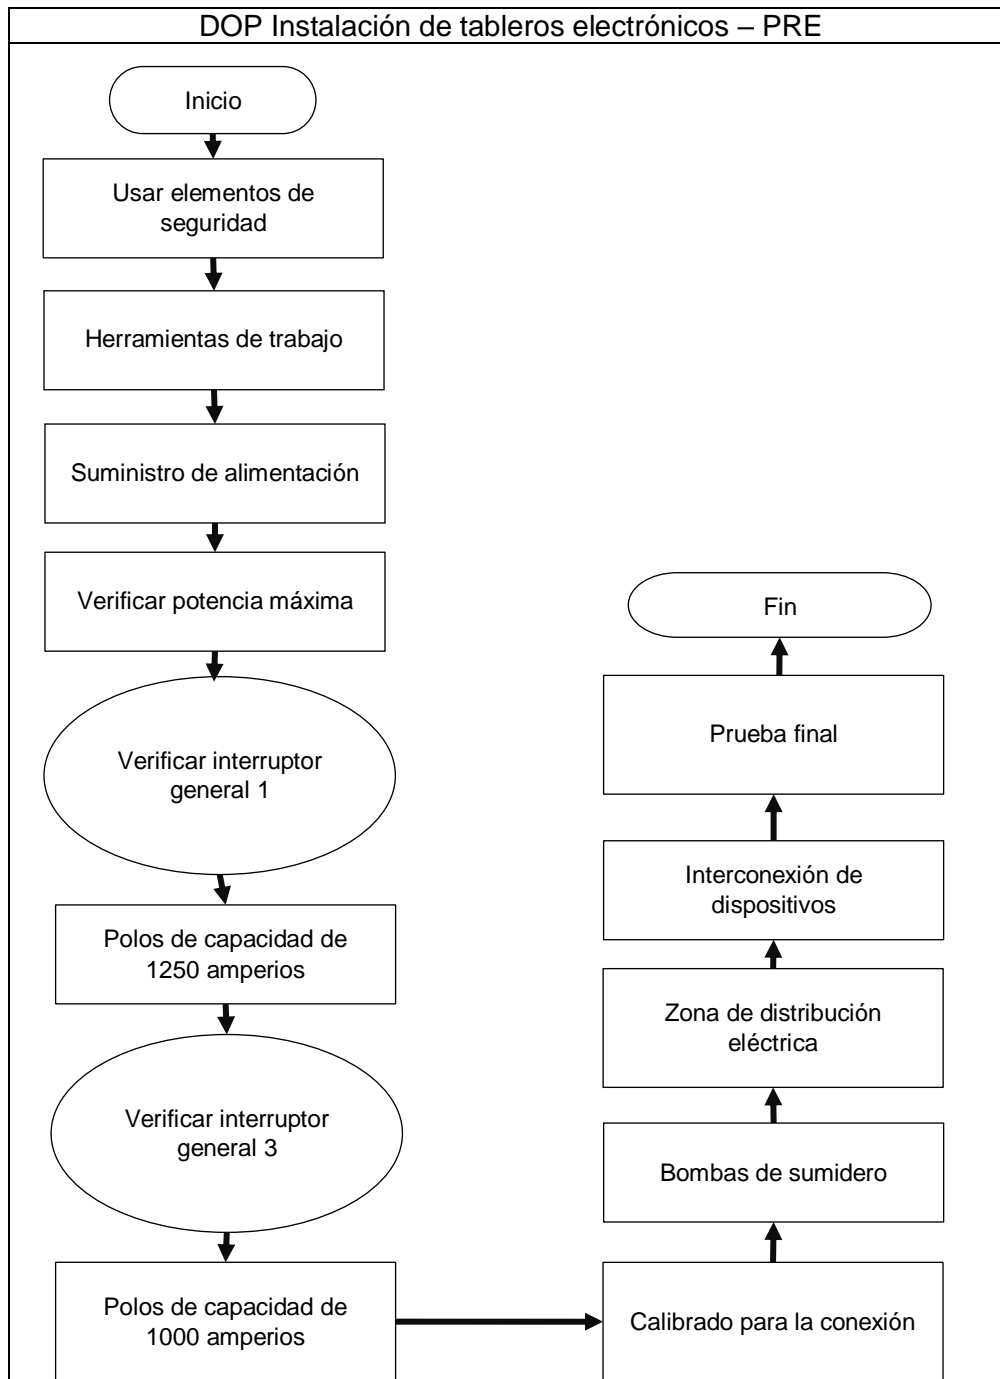 DOP Instalación de tableros electrónicos – PRE
Inicio
Usar elementos de
seguridad
Herramientas de trabajo
Suministro de alimentación
Verificar potencia máxima
Verificar interruptor
general 1
Polos de capacidad de
1250 amperios
Verificar interruptor
general 3
Polos de capacidad de
1000 amperios
Calibrado para la conexión
Bombas de sumidero
Zona de distribución
eléctrica
Interconexión de
dispositivos
Prueba final
Fin